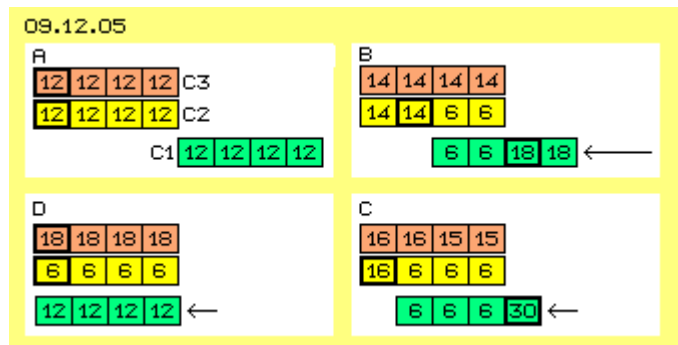 09.12.05
A
12 12 12 12 C3
12 12 12 12 C2
C1 12 12 12 12
B
14 14 14 14
14 14 6 6
6 6 18 18
D
18 18 18 18
6 6 6 6
12 12 12 12
C
16 16 15 15
16 6 6 6
6 6 6 30